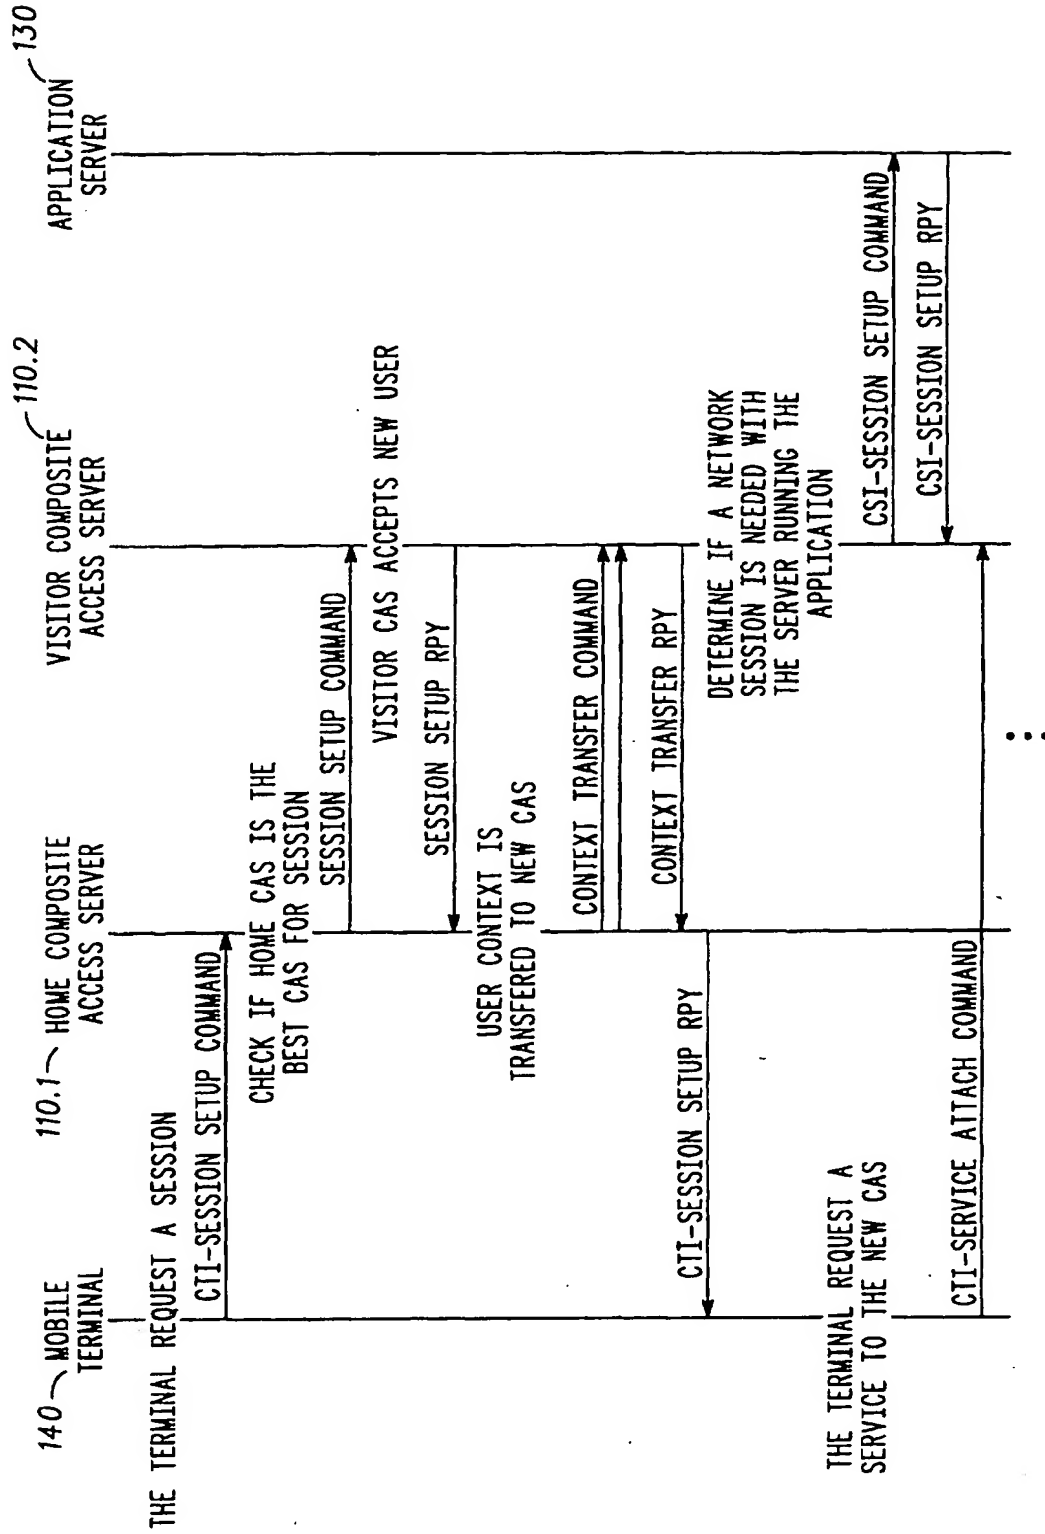 140
MOBILE
TERMINAL
110.1
HOME COMPOSITE
ACCESS SERVER
VISITOR COMPOSITE
ACCESS SERVER
110.2
APPLICATION
SERVER
130
THE TERMINAL REQUEST A SESSION
CTI-SESSION SETUP COMMAND
CHECK IF HOME CAS IS THE
BEST CAS FOR SESSION
SESSION SETUP COMMAND
VISITOR CAS ACCEPTS NEW USER
SESSION SETUP RPY
USER CONTEXT IS
TRANSFERED TO NEW CAS
CONTEXT TRANSFER COMMAND
CONTEXT TRANSFER RPY
CTI-SESSION SETUP RPY
DETERMINE IF A NETWORK
SESSION IS NEEDED WITH
THE SERVER RUNNING THE
APPLICATION
THE TERMINAL REQUEST A
SERVICE TO THE NEW CAS
CSI-SESSION SETUP COMMAND
CSI-SESSION SETUP RPY
CTI-SERVICE ATTACH COMMAND